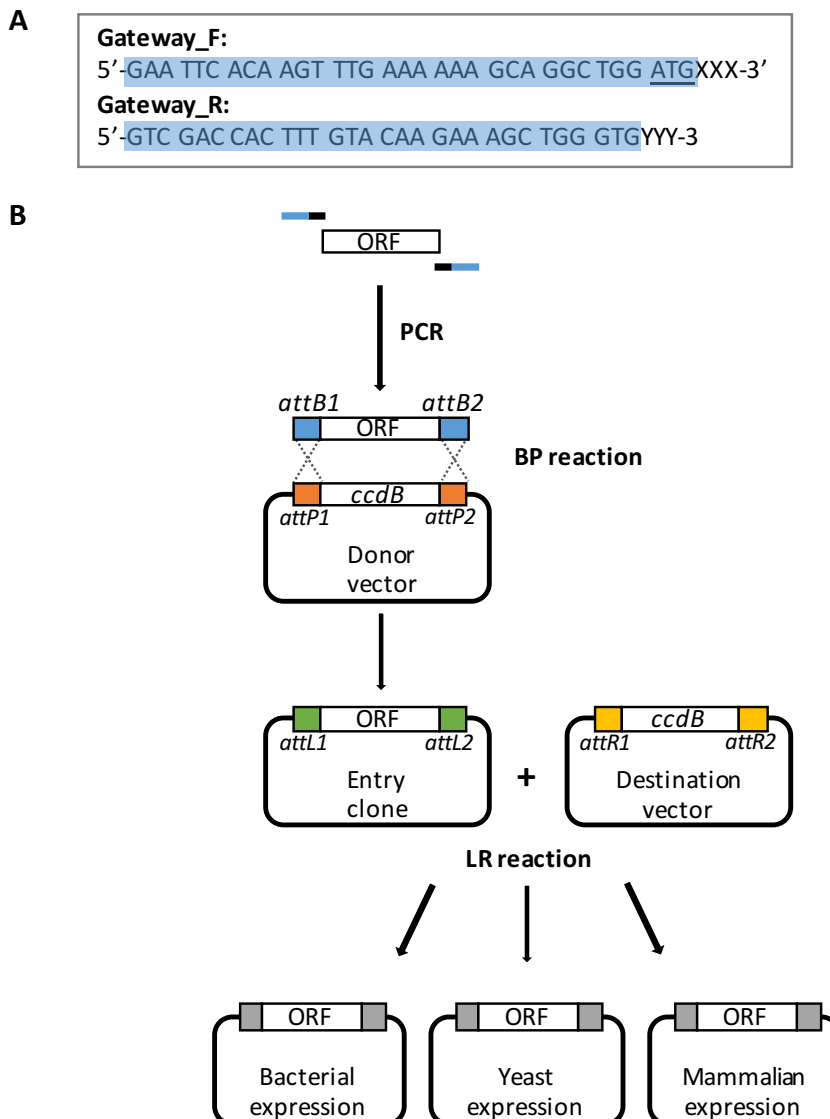 A
Gateway_F:
5’-GAA TTC ACA AGT TTG AAA AAA GCA GGC TGG ATGXXX-3’
Gateway_R:
5’-GTC GAC CAC TTT GTA CAA GAA AGC TGG GTGYYY-3
B
ORF
PCR
attB1 attB2
ORF
BP reaction
ccdB
attP1 attP2
Donor
vector
ORF ccdB
attL1 attL2 attR1 attR2
Entry
clone
+
Destination
vector
LR reaction
ORF ORF ORF
Bacterial
expression
Yeast
expression
Mammalian
expression